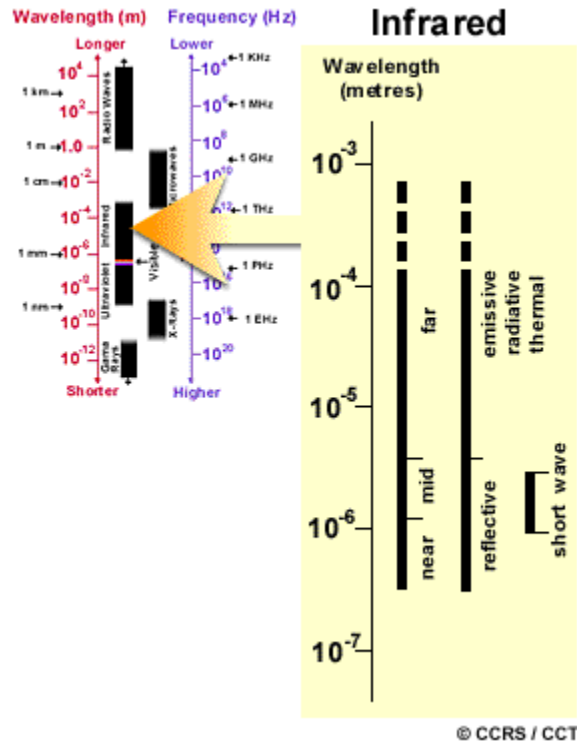 Wavelength (m)
Longer
10⁴
1 km
10²
1 m
1.0
1 cm
10⁻²
10⁻⁴
1 mm
10⁻⁶
10⁻⁸
1 nm
10⁻¹⁰
10⁻¹²
Shorter
Radio Waves
Infrared
Visible
Ultraviolet
X-Rays
Gama
Rays
Frequency (Hz)
Lower
10⁴
1 KHz
10⁶
1 MHz
10⁸
1 GHz
10¹⁰
12
1 THz
1 PHz
10¹⁸
1 EHz
10²⁰
Higher
Infrared
Wavelength
(metres)
10⁻³
10⁻⁴
10⁻⁵
10⁻⁶
10⁻⁷
far
mid
near
emissive
radiative
thermal
reflective
short wave
© CCRS / CCT